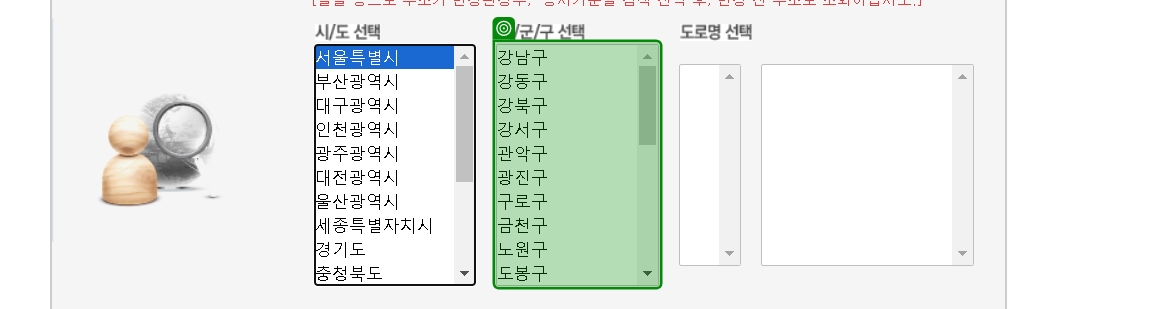 시/도 선택
/군/구 선택
도로명 선택
서울특별시
부산광역시
대구광역시
인천광역시
광주광역시
대전광역시
울산광역시
세종특별자치시
경기도
충청북도
강남구
강동구
강북구
강서구
관악구
광진구
구로구
금천구
노원구
도봉구